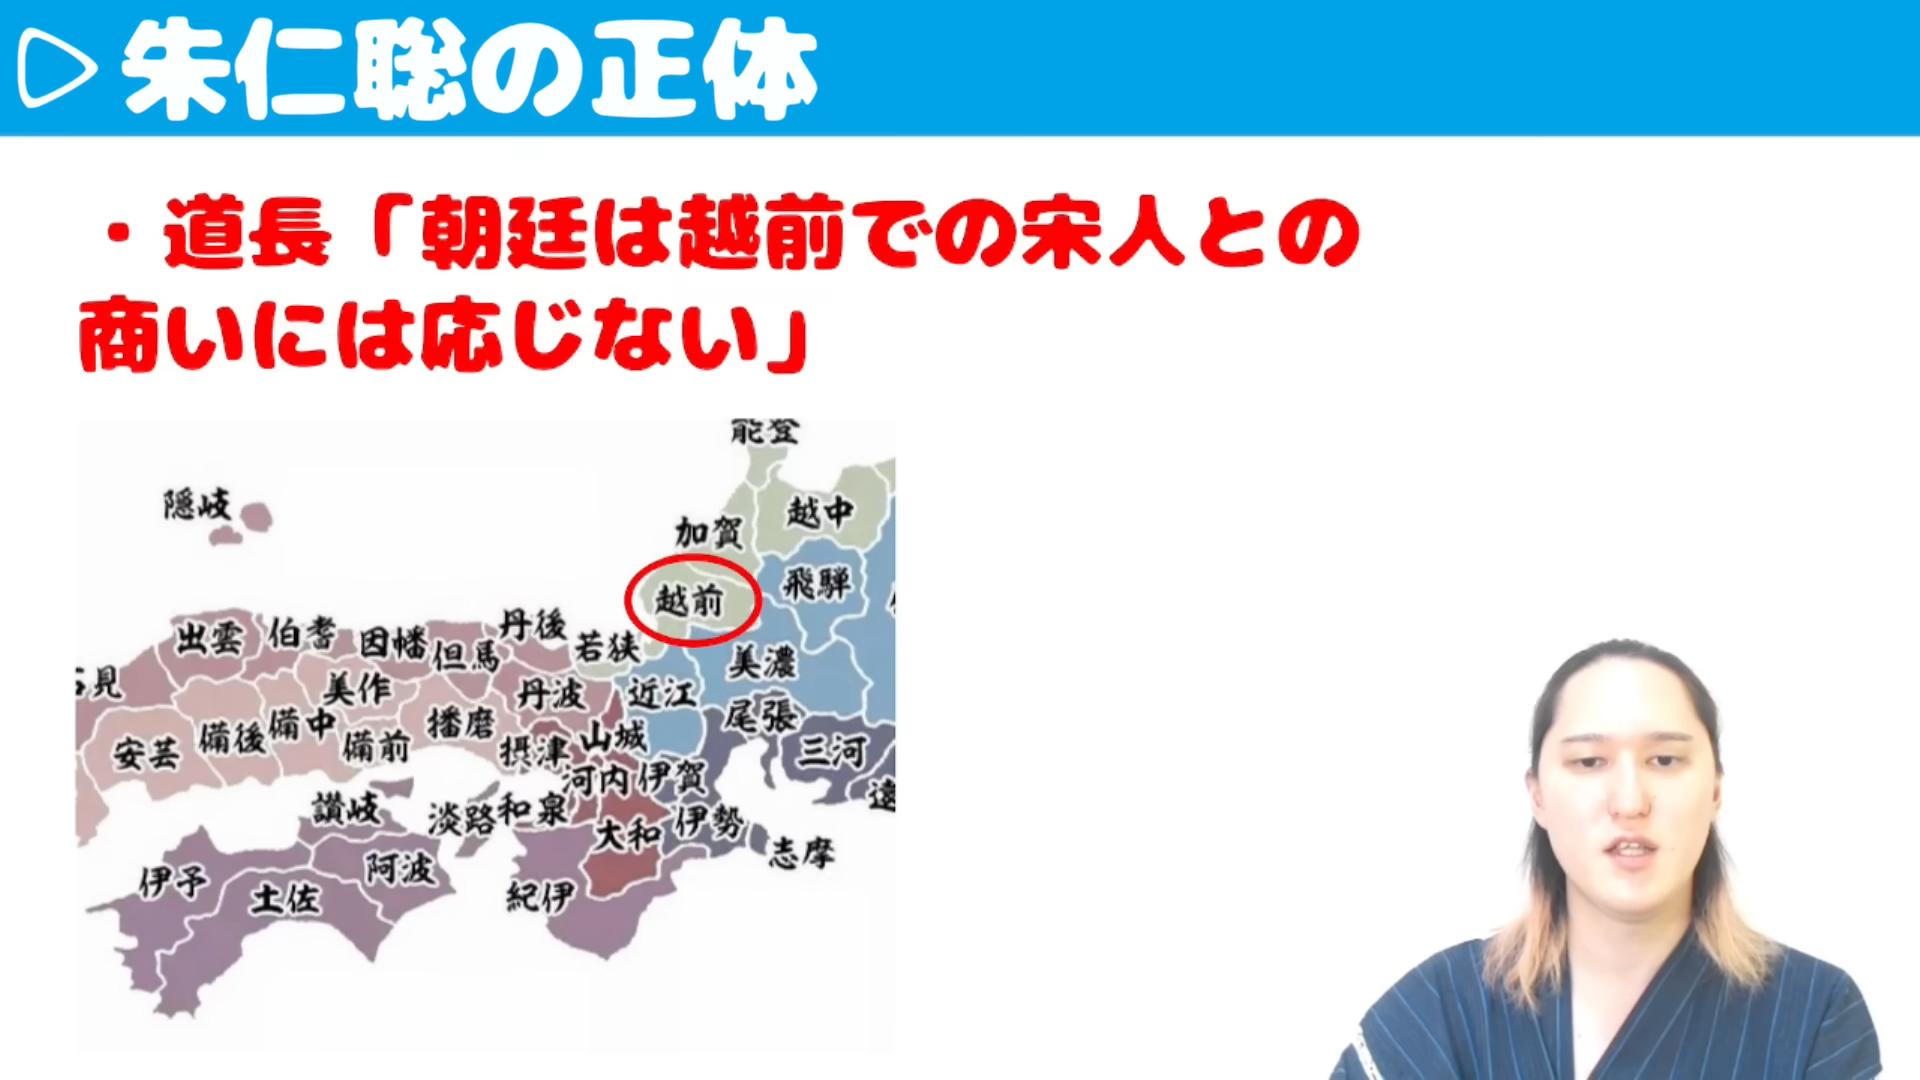 朱仁聡の正体
・道長「朝廷は越前での宋人との
商いには応じない」
能登
隠岐
越中
加賀
飛騨
越前
出雲
伯耆
因幡
但馬
丹後
若狭
美濃
石見
美作
丹波
近江
尾張
安芸
備後
備中
備前
播磨
摂津
山城
三河
河内
伊賀
遠
讃岐
淡路
和泉
大和
伊勢
志摩
伊予
土佐
阿波
紀伊